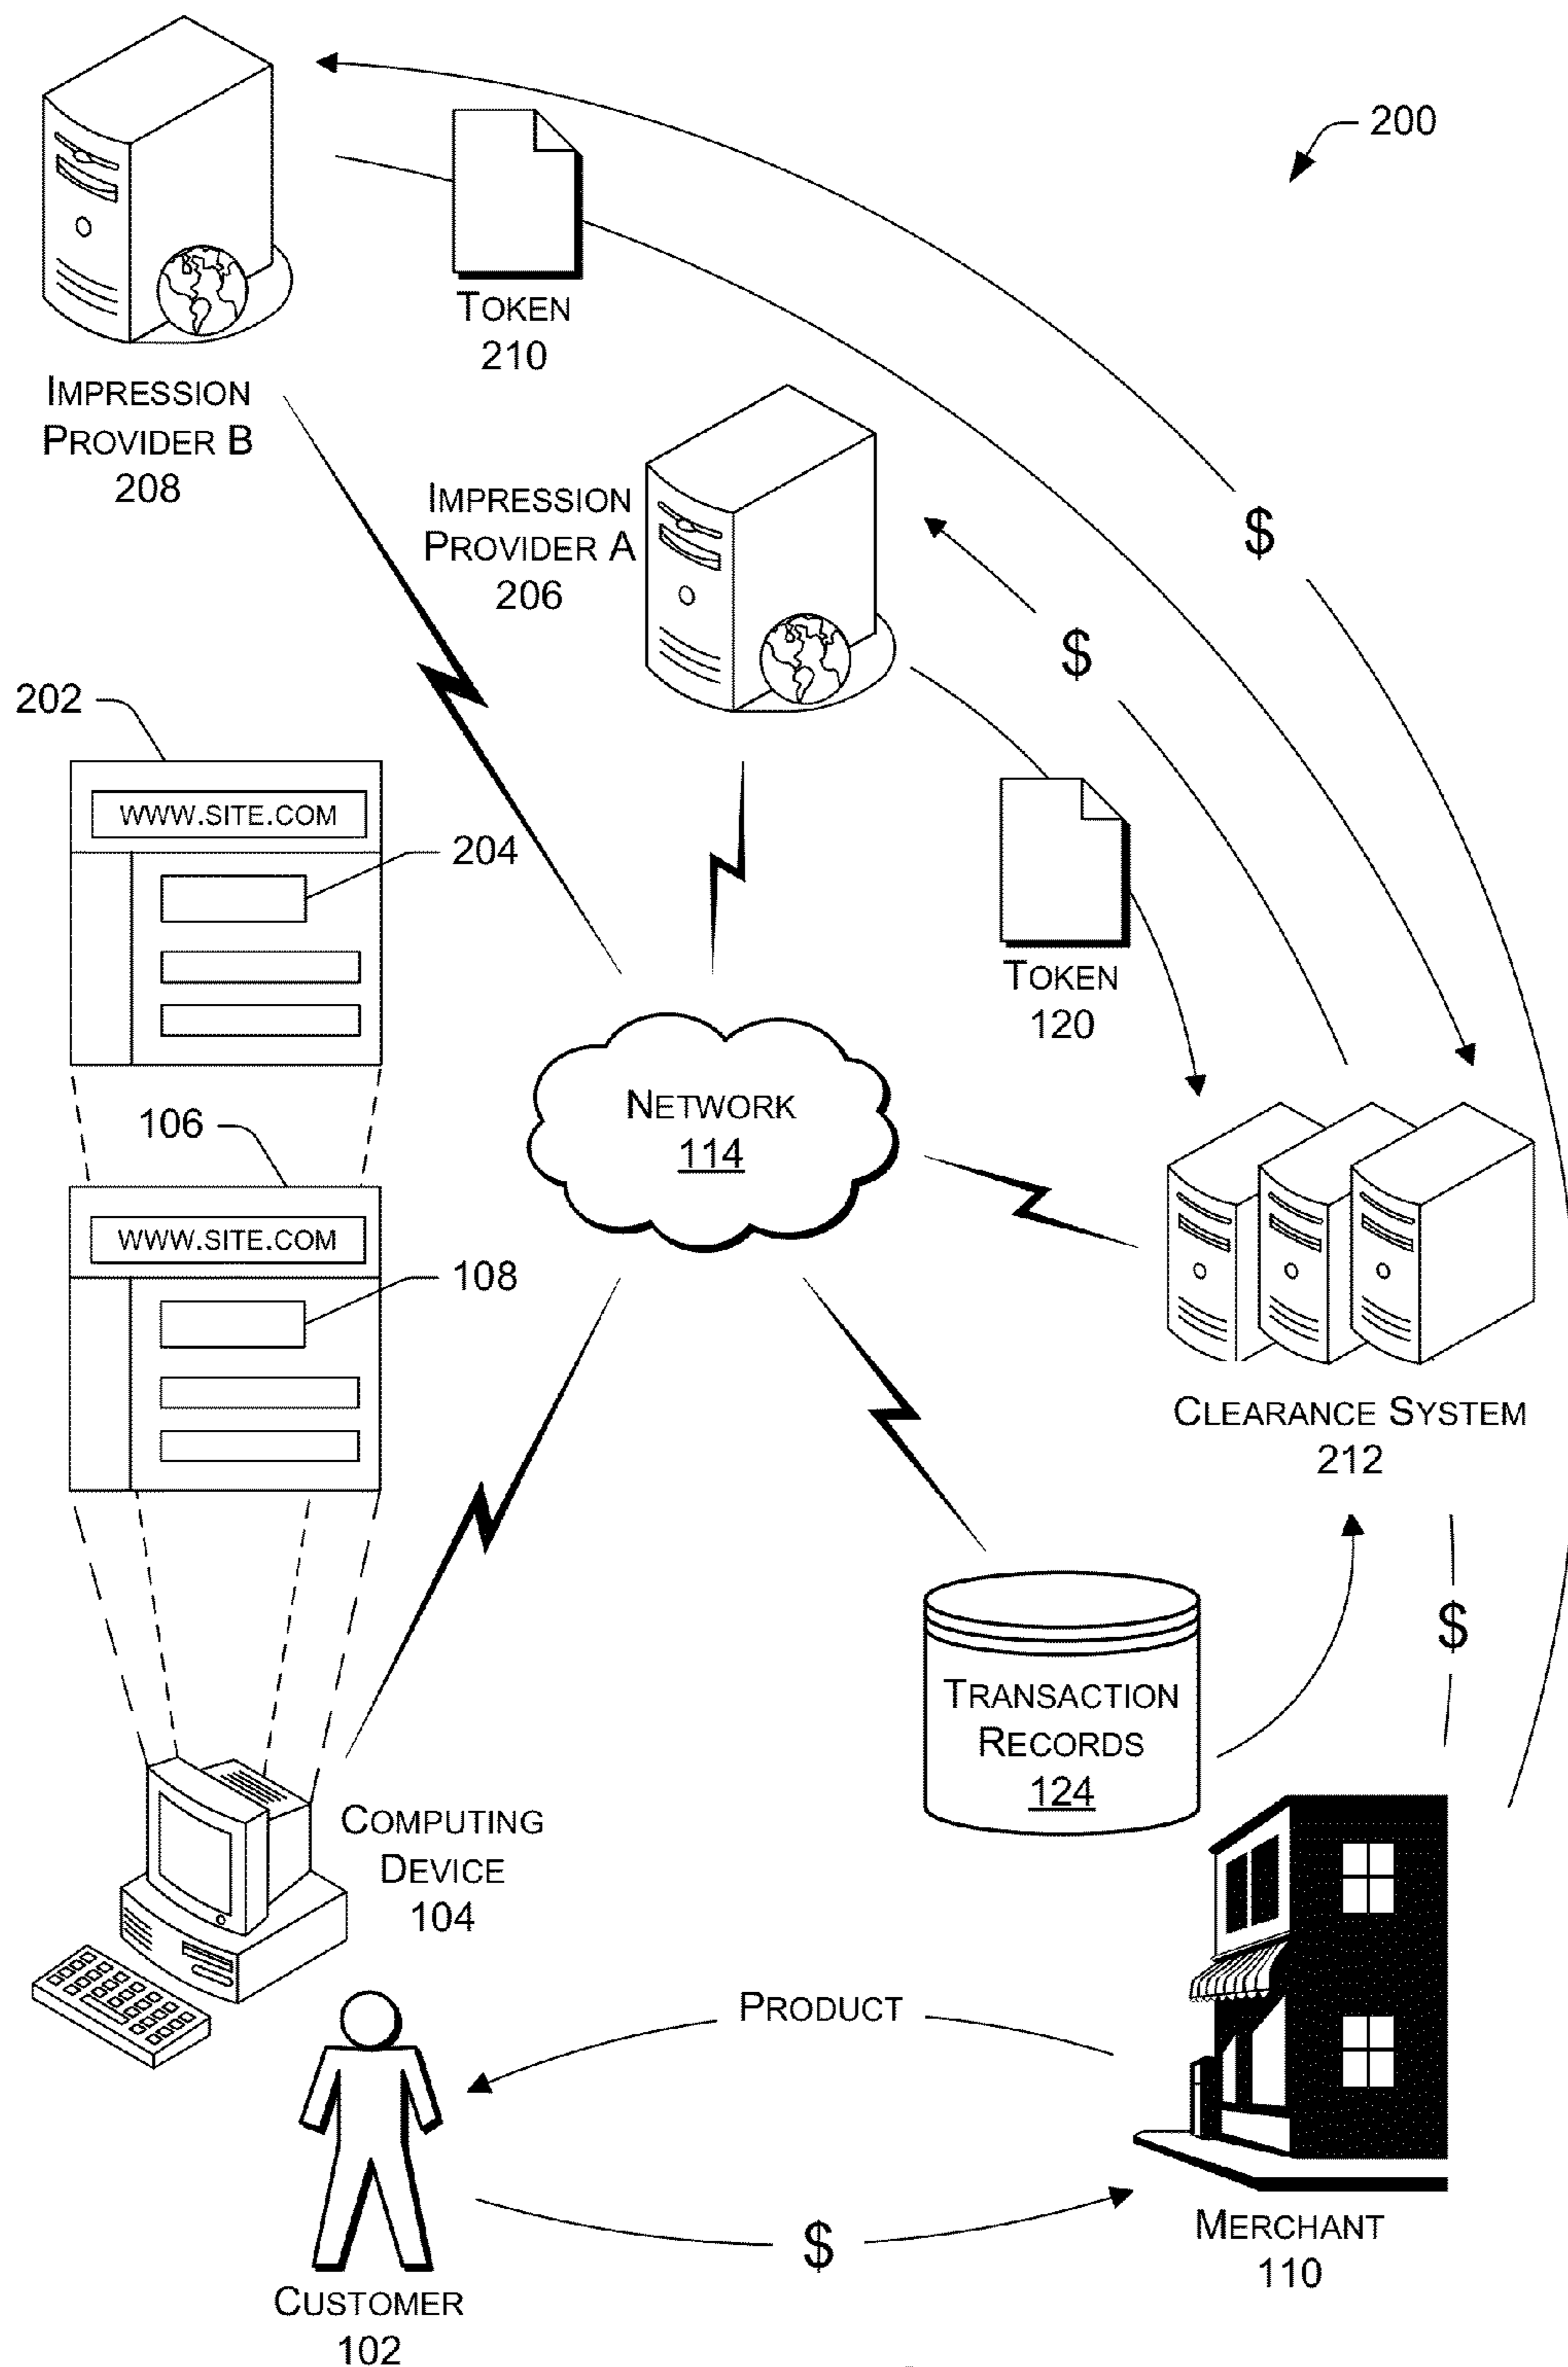 200
TOKEN
210
IMPRESSION
PROVIDER B
208
IMPRESSION
PROVIDER A
206
$
$
202
WWW.SITE.COM
204
TOKEN
120
NETWORK
114
106
WWW.SITE.COM
108
CLEARANCE SYSTEM
212
$
TRANSACTION
RECORDS
124
COMPUTING
DEVICE
104
PRODUCT
$
MERCHANT
110
CUSTOMER
102